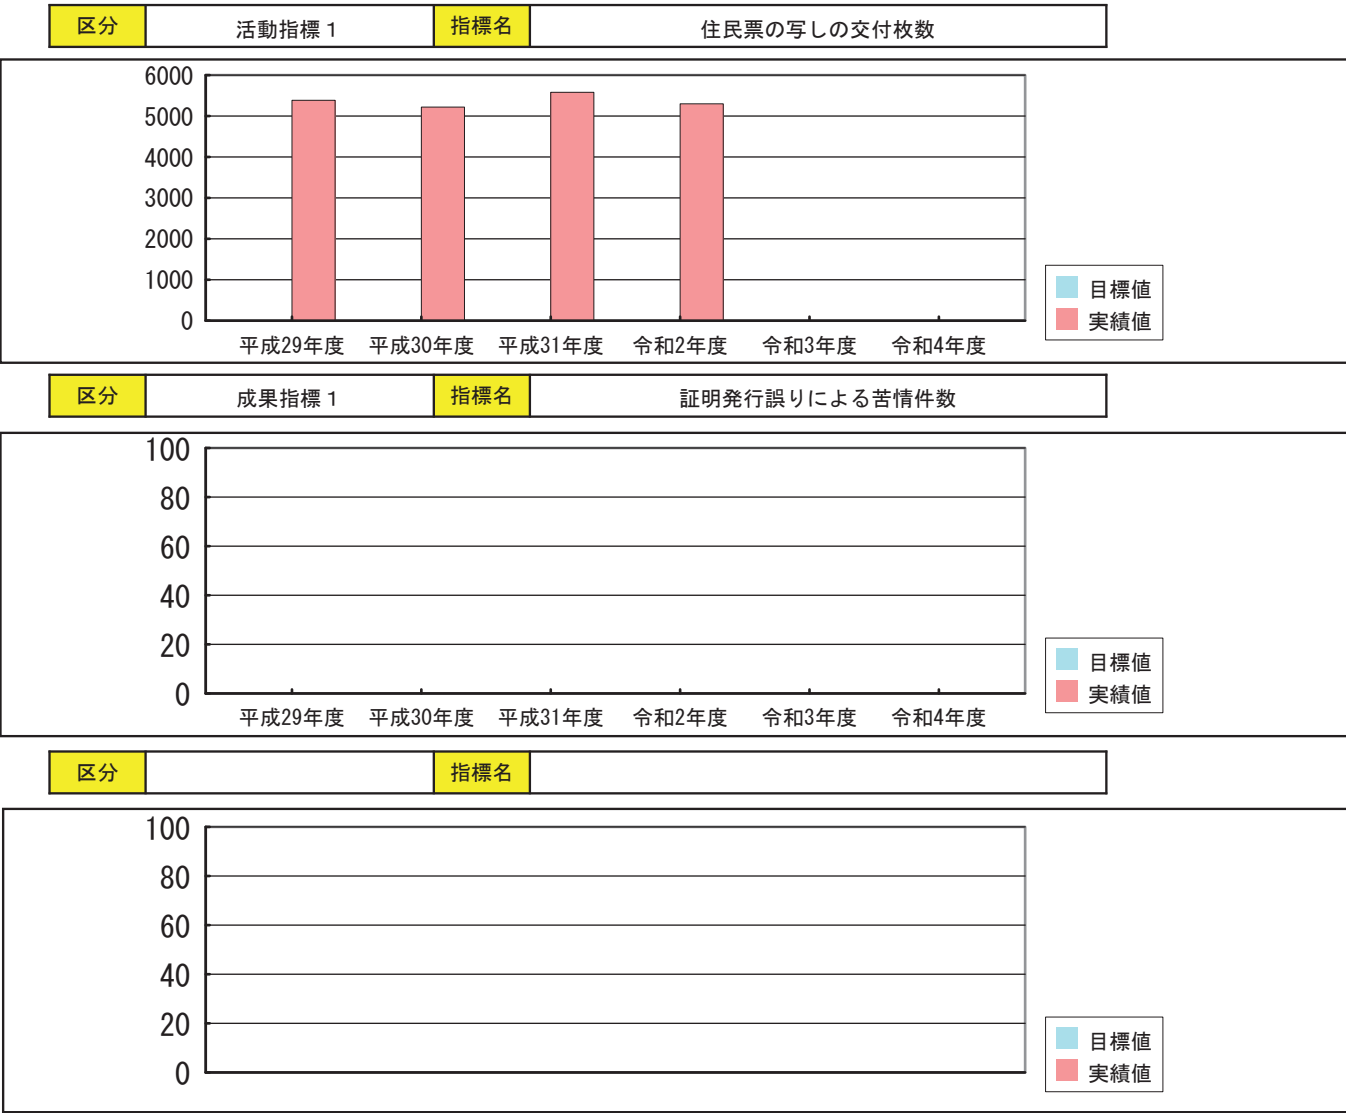 区分 活動指標１ 指標名 住民票の写しの交付枚数
6000
5000
4000
3000
2000
1000
0
平成29年度 平成30年度 平成31年度 令和2年度 令和3年度 令和4年度
目標値
実績値
区分 成果指標１ 指標名 証明発行誤りによる苦情件数
100
80
60
40
20
0
平成29年度 平成30年度 平成31年度 令和2年度 令和3年度 令和4年度
目標値
実績値
区分 指標名
100
80
60
40
20
0
目標値
実績値